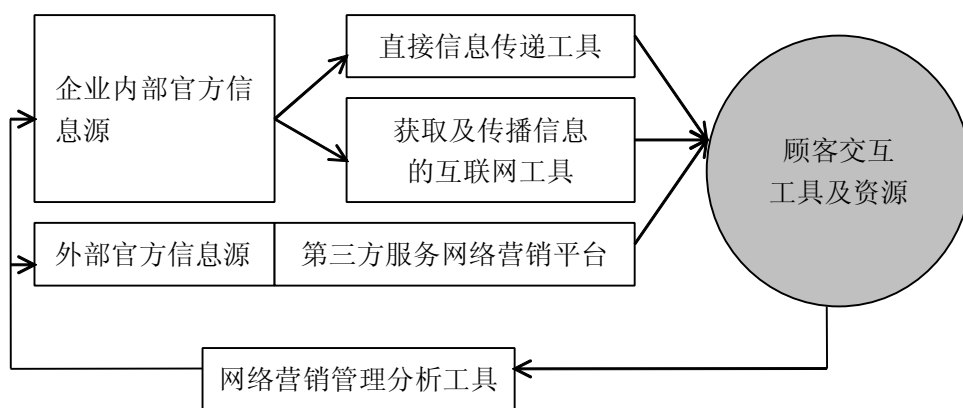 企业内部官方信
息源
直接信息传递工具
获取及传播信息
的互联网工具
顾客交互
工具及资源
外部官方信息源
第三方服务网络营销平台
网络营销管理分析工具